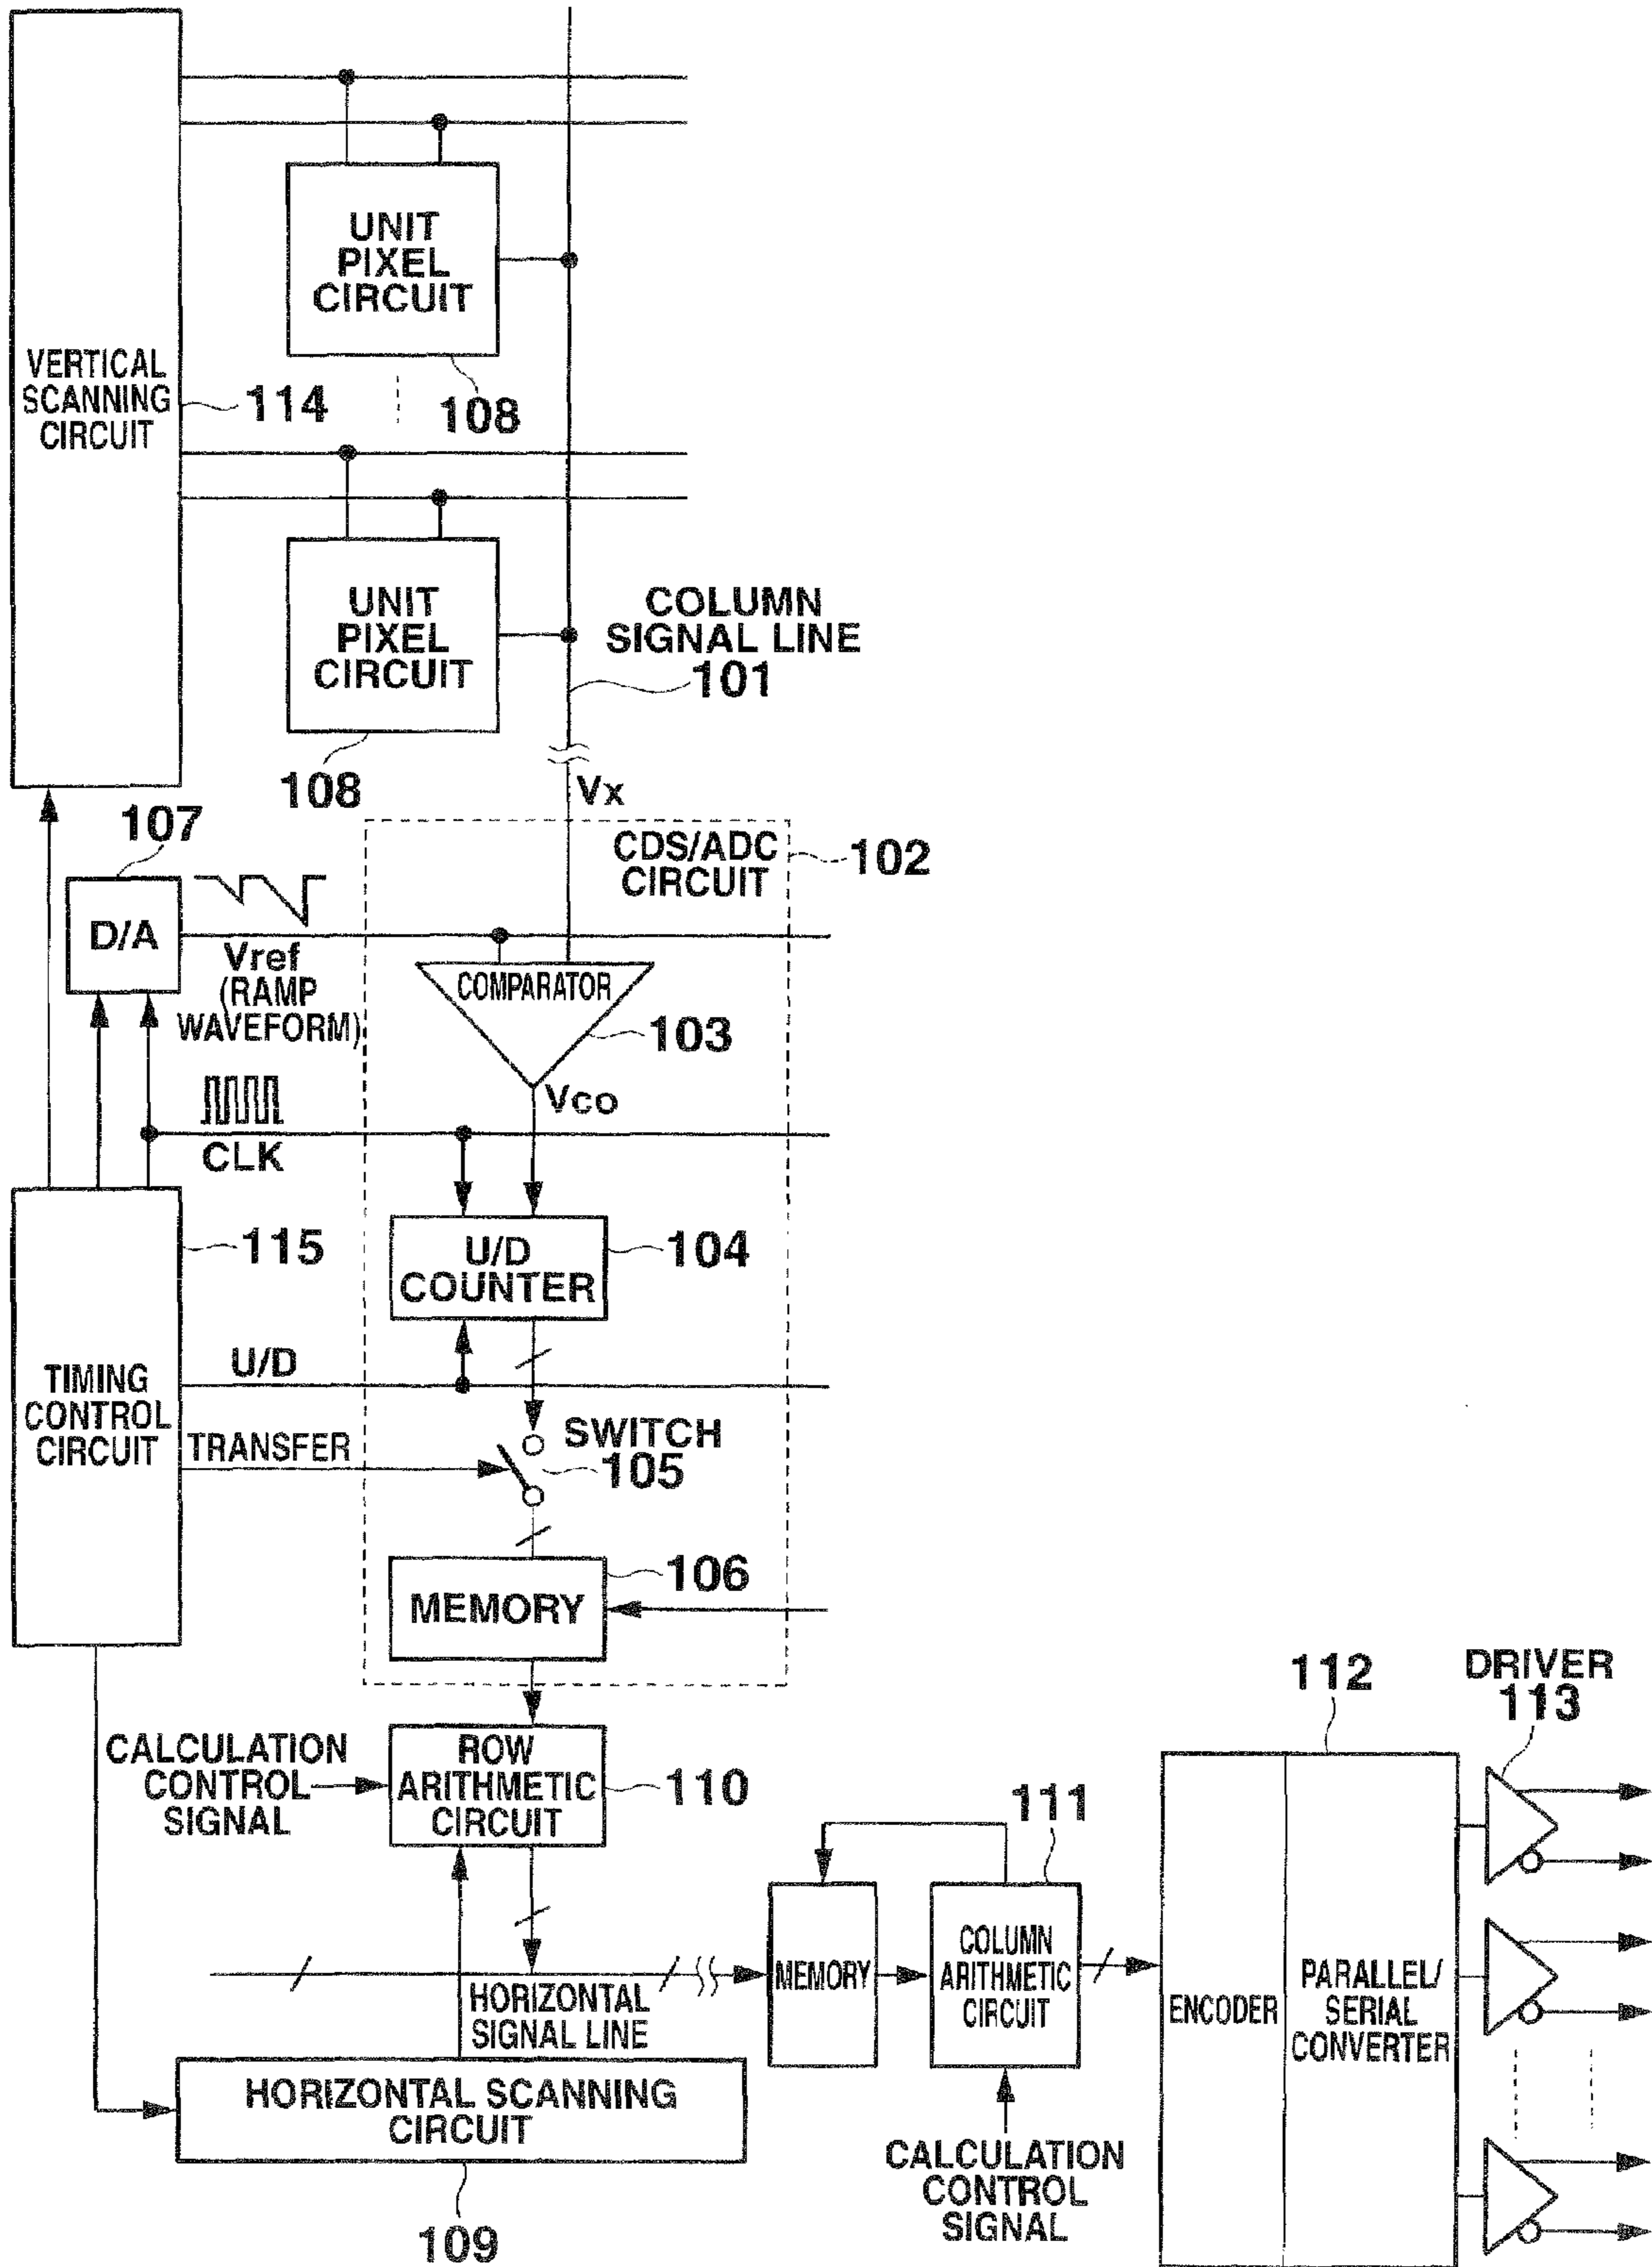 UNIT
PIXEL
CIRCUIT
108
VERTICAL
SCANNING
CIRCUIT
114
UNIT
PIXEL
CIRCUIT
108
COLUMN
SIGNAL LINE
101
Vx
107
D/A
Vref
(RAMP
WAVEFORM)
CDS/ADC
CIRCUIT
102
COMPARATOR
103
Vco
CLK
115
U/D
COUNTER
104
TIMING
CONTROL
CIRCUIT
U/D
TRANSFER
SWITCH
105
MEMORY
106
CALCULATION
CONTROL
SIGNAL
ROW
ARITHMETIC
CIRCUIT
110
HORIZONTAL
SIGNAL LINE
HORIZONTAL SCANNING
CIRCUIT
109
MEMORY
111
COLUMN
ARITHMETIC
CIRCUIT
CALCULATION
CONTROL
SIGNAL
112
ENCODER
PARALLEL/
SERIAL
CONVERTER
DRIVER
113